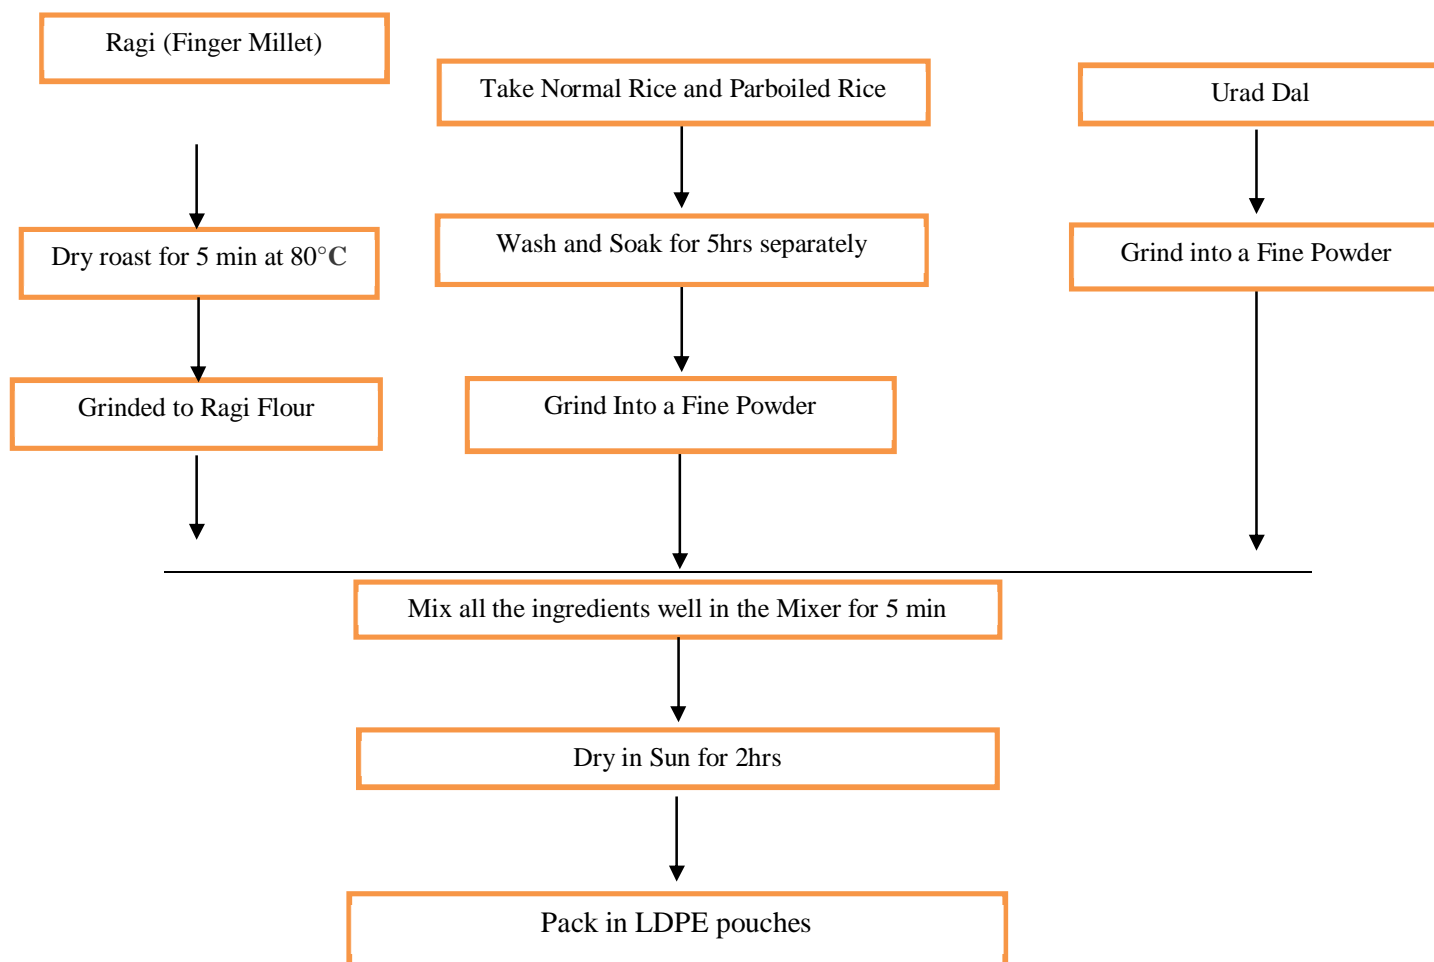 Ragi (Finger Millet)
Take Normal Rice and Parboiled Rice
Urad Dal
Dry roast for 5 min at 80°C
Wash and Soak for 5hrs separately
Grind into a Fine Powder
Grinded to Ragi Flour
Grind Into a Fine Powder
Mix all the ingredients well in the Mixer for 5 min
Dry in Sun for 2hrs
Pack in LDPE pouches